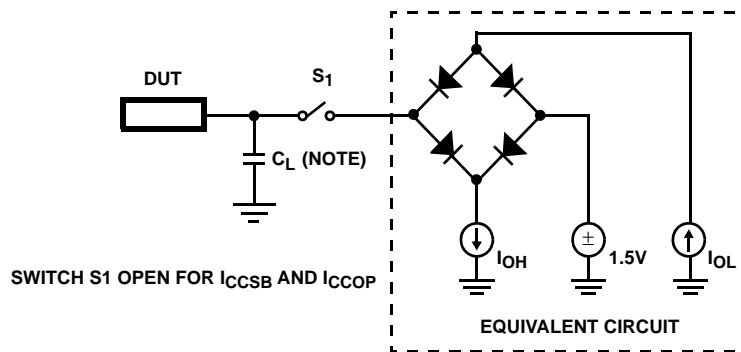 DUT
S1
CL (NOTE)
±
IOH
1.5V
IOL
SWITCH S1 OPEN FOR ICCSB AND ICCOP
EQUIVALENT CIRCUIT